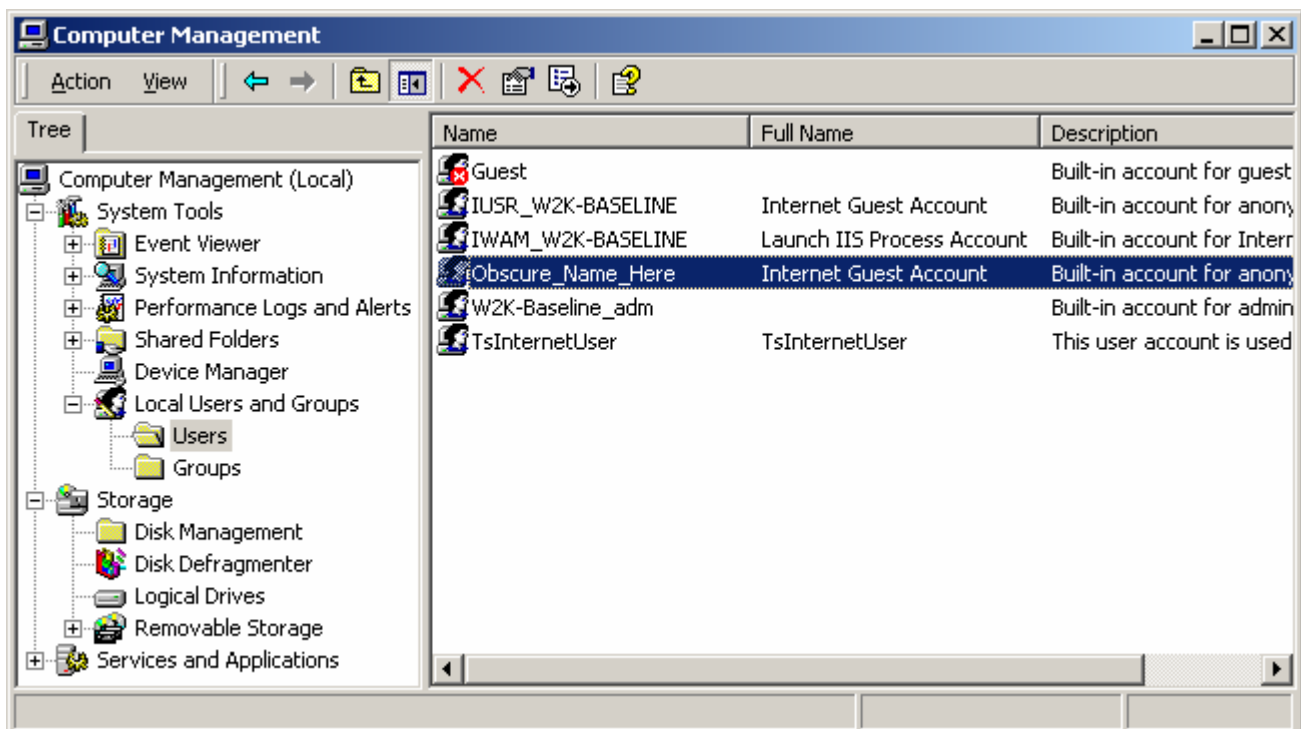 Computer Management
Action View
Tree
Name Full Name Description
Computer Management (Local)
System Tools
Event Viewer
System Information
Performance Logs and Alerts
Shared Folders
Device Manager
Local Users and Groups
Users
Groups
Storage
Disk Management
Disk Defragmenter
Logical Drives
Removable Storage
Services and Applications
Guest Built-in account for guest
IUSR_W2K-BASELINE Internet Guest Account Built-in account for anony
IWAM_W2K-BASELINE Launch IIS Process Account Built-in account for Intern
Obscure_Name_Here Internet Guest Account Built-in account for anony
W2K-Baseline_adm Built-in account for admin
TsInternetUser TsInternetUser This user account is used